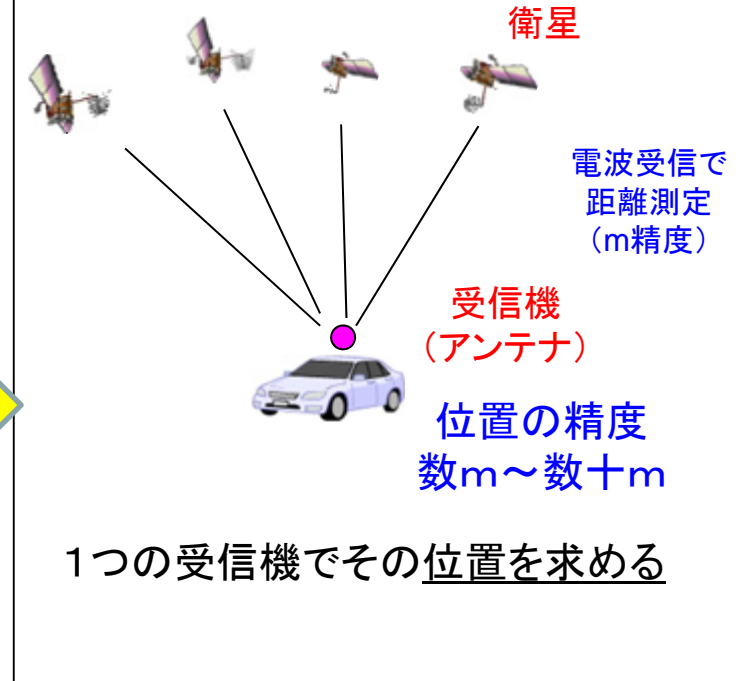 衛星
電波受信で
距離測定
（m精度）
受信機
（アンテナ）
位置の精度
数ｍ～数十ｍ
１つの受信機でその位置を求める